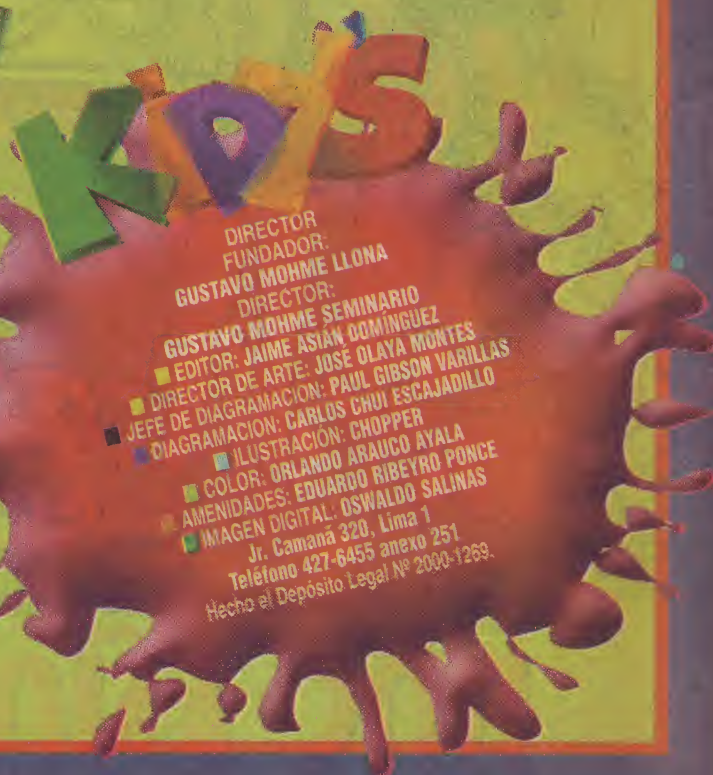 KID'S
DIRECTOR
FUNDADOR:
GUSTAVO MOHME LLONA
DIRECTOR:
GUSTAVO MOHME SEMINARIO
EDITOR: JAIME ASIÁN DOMÍNGUEZ
DIRECTOR DE ARTE: JOSÉ OLAYA MONTES
JEFE DE DIAGRAMACION: PAUL GIBSON VARILLAS
DIAGRAMACION: CARLOS CHUI ESCAJADILLO
ILUSTRACIÓN: CHOPPER
COLOR: ORLANDO ARAUCO AYALA
AMENIDADES: EDUARDO RIBEYRO PONCE
IMAGEN DIGITAL: OSWALDO SALINAS
Jr. Camaná 320, Lima 1
Teléfono 427-6455 anexo 251
Hecho el Depósito Legal Nº 2000-1269.